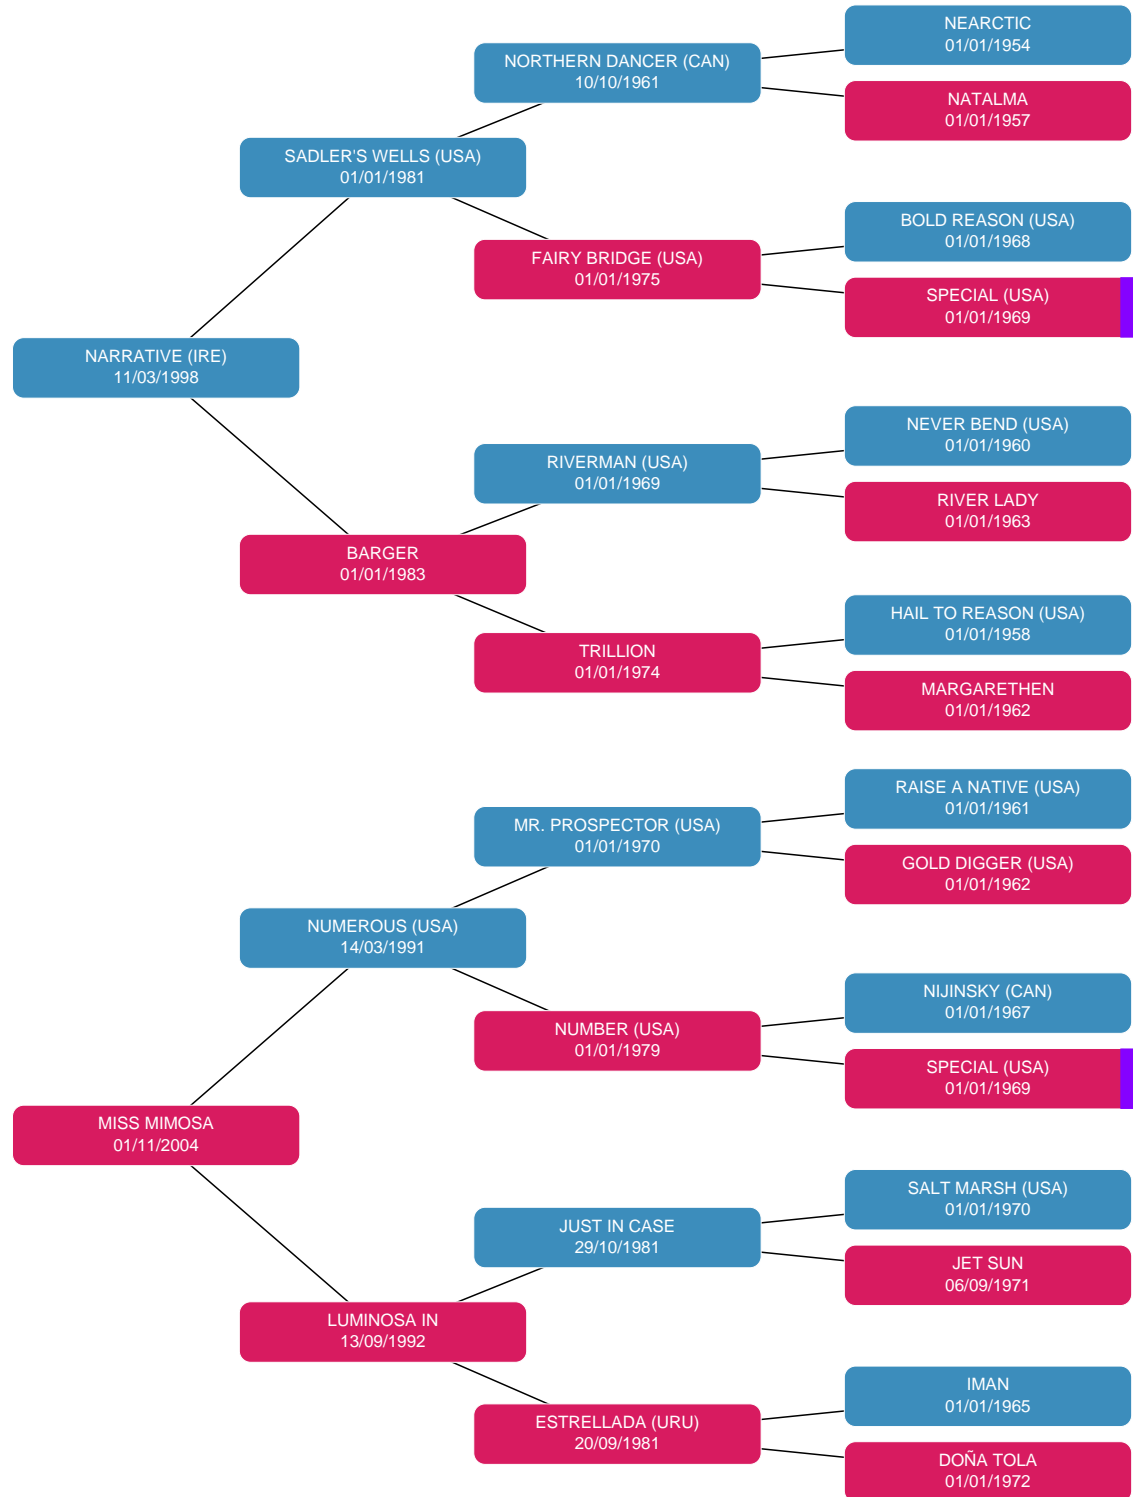 NEARCTIC
01/01/1954
NORTHERN DANCER (CAN)
10/10/1961
NATALMA
01/01/1957
SADLER'S WELLS (USA)
01/01/1981
BOLD REASON (USA)
01/01/1968
FAIRY BRIDGE (USA)
01/01/1975
SPECIAL (USA)
01/01/1969
NARRATIVE (IRE)
11/03/1998
NEVER BEND (USA)
01/01/1960
RIVERMAN (USA)
01/01/1969
RIVER LADY
01/01/1963
BARGER
01/01/1983
HAIL TO REASON (USA)
01/01/1958
TRILLION
01/01/1974
MARGARETHEN
01/01/1962
RAISE A NATIVE (USA)
01/01/1961
MR. PROSPECTOR (USA)
01/01/1970
GOLD DIGGER (USA)
01/01/1962
NUMEROUS (USA)
14/03/1991
NIJINSKY (CAN)
01/01/1967
NUMBER (USA)
01/01/1979
SPECIAL (USA)
01/01/1969
MISS MIMOSA
01/11/2004
SALT MARSH (USA)
01/01/1970
JUST IN CASE
29/10/1981
JET SUN
06/09/1971
LUMINOSA IN
13/09/1992
IMAN
01/01/1965
ESTRELLADA (URU)
20/09/1981
DOÑA TOLA
01/01/1972